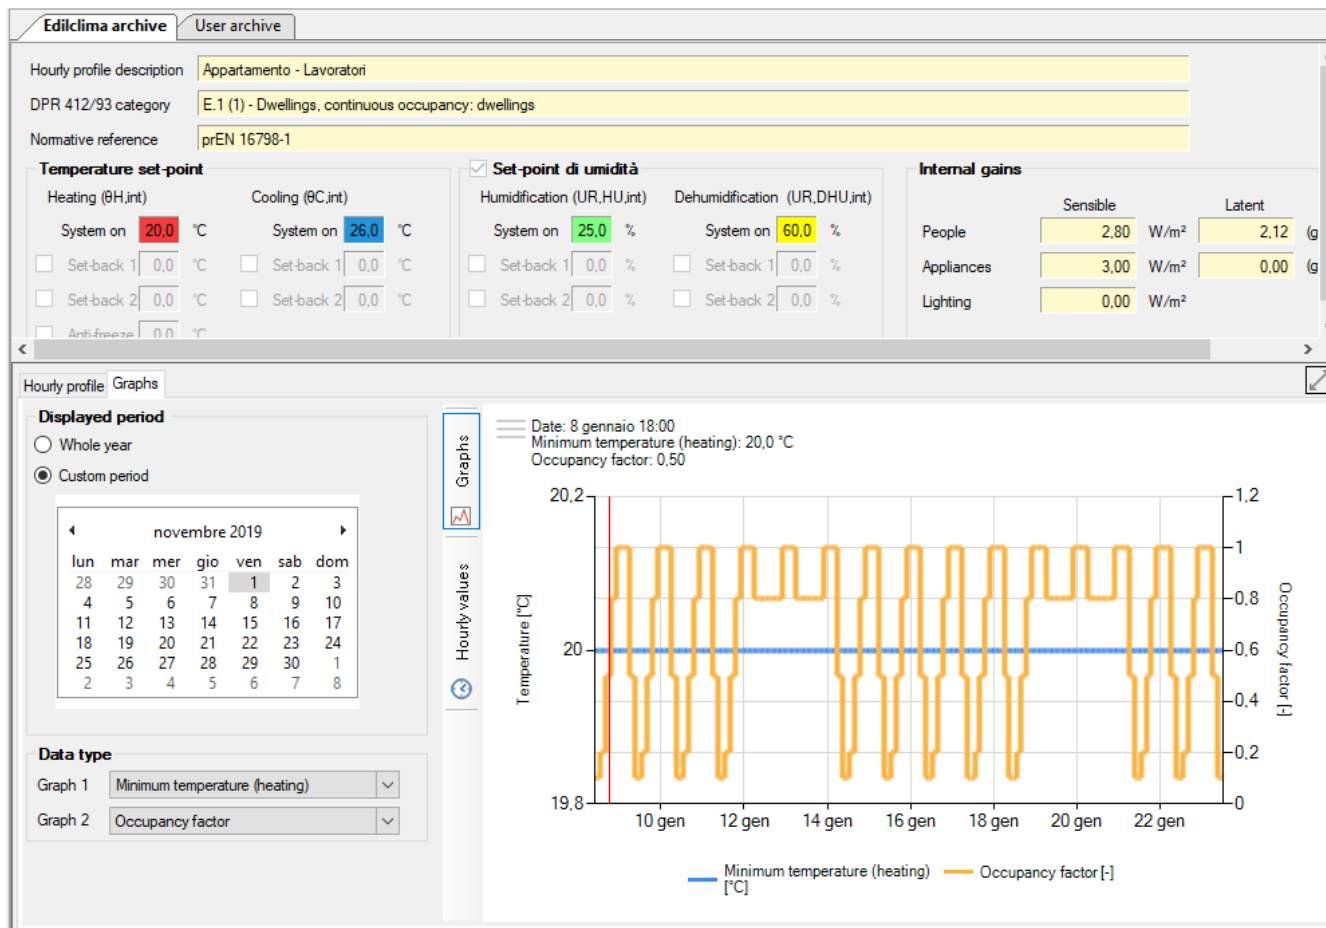 Edilclima archive User archive
Hourly profile description Appartamento - Lavoratori
DPR 412/93 category E.1 (1) - Dwellings, continuous occupancy: dwellings
Normative reference prEN 16798-1
Temperature set-point Set-point di umidità Internal gains
Heating (θH,int) Cooling (θC,int) Humidification (UR,HU,int) Dehumidification (UR,DHU,int) Sensible Latent
System on 20,0 °C System on 26,0 °C System on 25,0 % System on 60,0 % People 2,80 W/m² 2,12 (g
Set-back 1 0,0 °C Set-back 1 0,0 °C Set-back 1 0,0 % Set-back 1 0,0 % Appliances 3,00 W/m² 0,00 (g
Set-back 2 0,0 °C Set-back 2 0,0 °C Set-back 2 0,0 % Set-back 2 0,0 % Lighting 0,00 W/m²
Anti-freeze 0,0 °C
Hourly profile Graphs
Displayed period
Whole year
Custom period
novembre 2019
lun mar mer gio ven sab dom
28 29 30 31 1 2 3
4 5 6 7 8 9 10
11 12 13 14 15 16 17
18 19 20 21 22 23 24
25 26 27 28 29 30 1
2 3 4 5 6 7 8
Data type
Graph 1 Minimum temperature (heating)
Graph 2 Occupancy factor
Graphs
Hourly values
Date: 8 gennaio 18:00
Minimum temperature (heating): 20,0 °C
Occupancy factor: 0,50
20,2
20
19,8
Temperature [°C]
1,2
1
0,8
0,6
0,4
0,2
0
Occupancy factor [-]
10 gen 12 gen 14 gen 16 gen 18 gen 20 gen 22 gen
Minimum temperature (heating) [°C]
Occupancy factor [-]